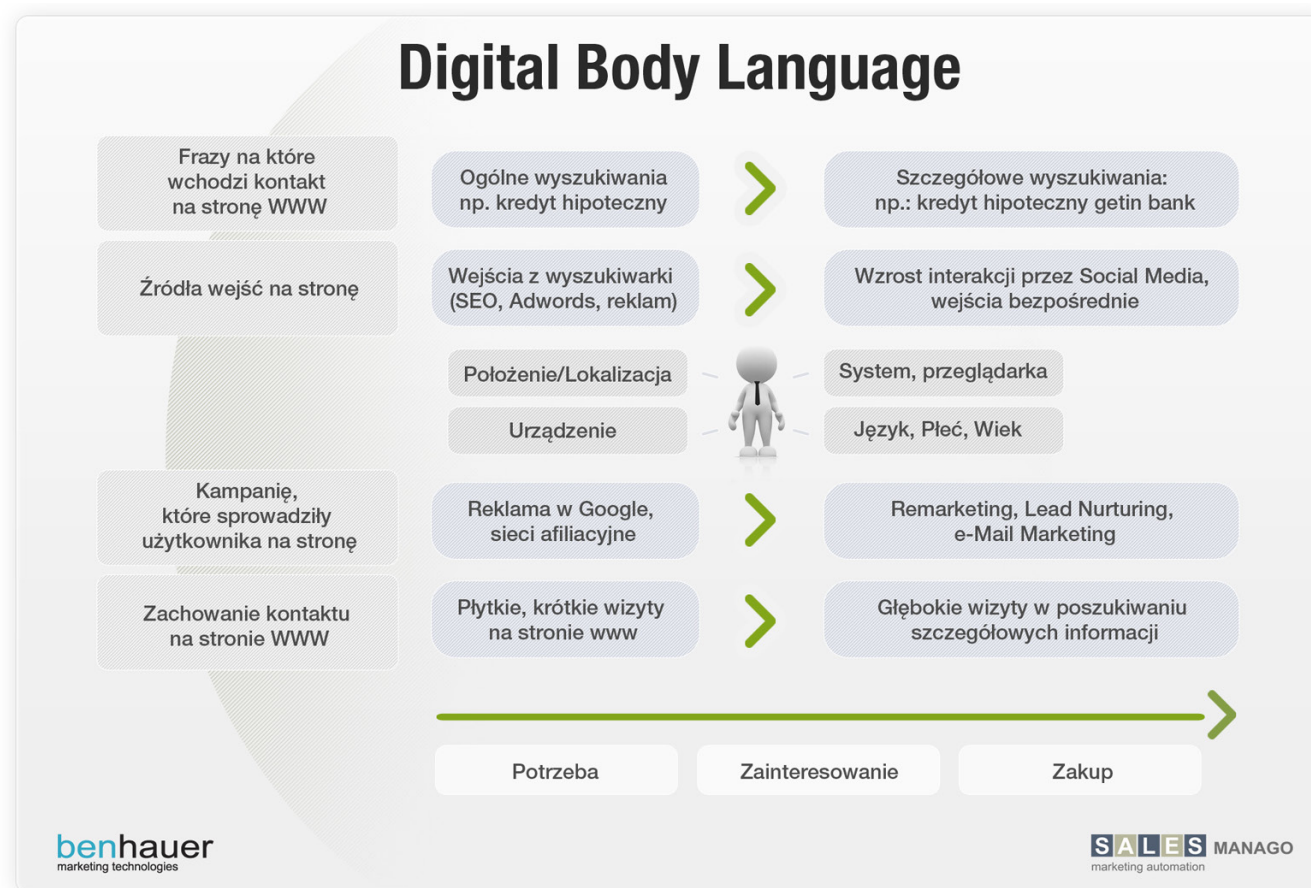 Digital Body Language
Frazy na które
wchodzi kontakt
na stronę WWW
Ogólne wyszukiwania
np. kredyt hipoteczny
Szczegółowe wyszukiwania:
np.: kredyt hipoteczny getin bank
Źródła wejść na stronę
Wejścia z wyszukiwarki
(SEO, Adwords, reklam)
Wzrost interakcji przez Social Media,
wejścia bezpośrednie
Położenie/Lokalizacja
System, przeglądarka
Urządzenie
Język, Płeć, Wiek
Kampanię,
które sprowadziły
użytkownika na stronę
Reklama w Google,
sieci afiliacyjne
Remarketing, Lead Nurturing,
e-Mail Marketing
Zachowanie kontaktu
na stronie WWW
Płytkie, krótkie wizyty
na stronie www
Głębokie wizyty w poszukiwaniu
szczegółowych informacji
Potrzeba
Zainteresowanie
Zakup
benhauer
marketing technologies
SALES MANAGO
marketing automation